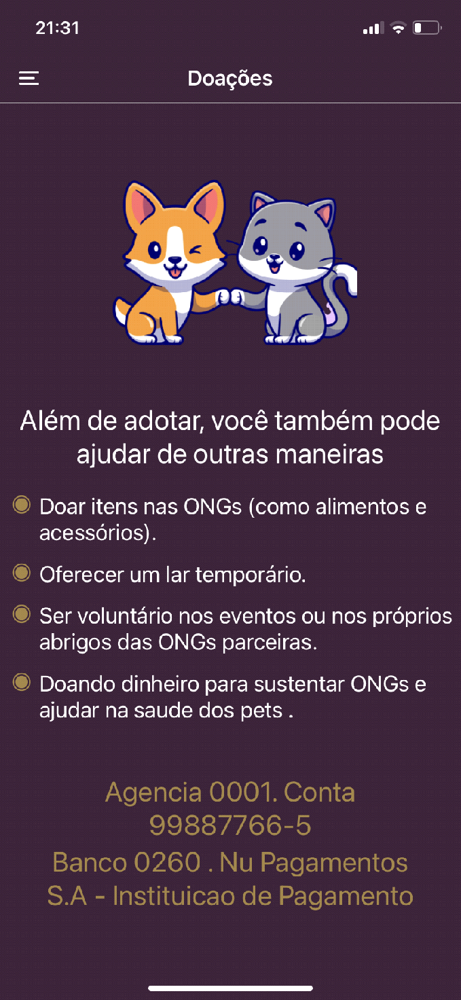 21:31
Doações
Além de adotar, você também pode
ajudar de outras maneiras
Doar itens nas ONGs (como alimentos e
acessórios).
Oferecer um lar temporário.
Ser voluntário nos eventos ou nos próprios
abrigos das ONGs parceiras.
Doando dinheiro para sustentar ONGs e
ajudar na saude dos pets .
Agencia 0001. Conta
99887766-5
Banco 0260 . Nu Pagamentos
S.A - Instituicao de Pagamento